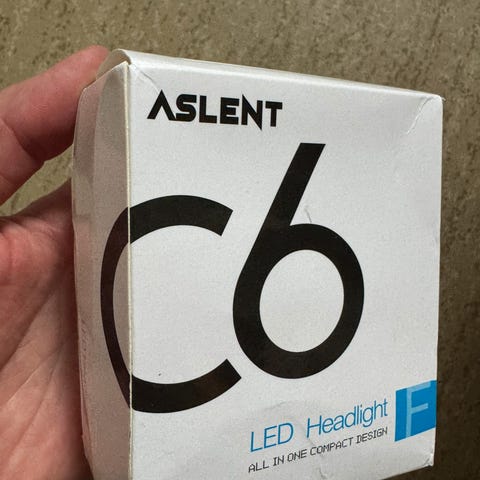 ASLENT
C6
LED Headlight
F
ALL IN ONE COMPACT DESIGN